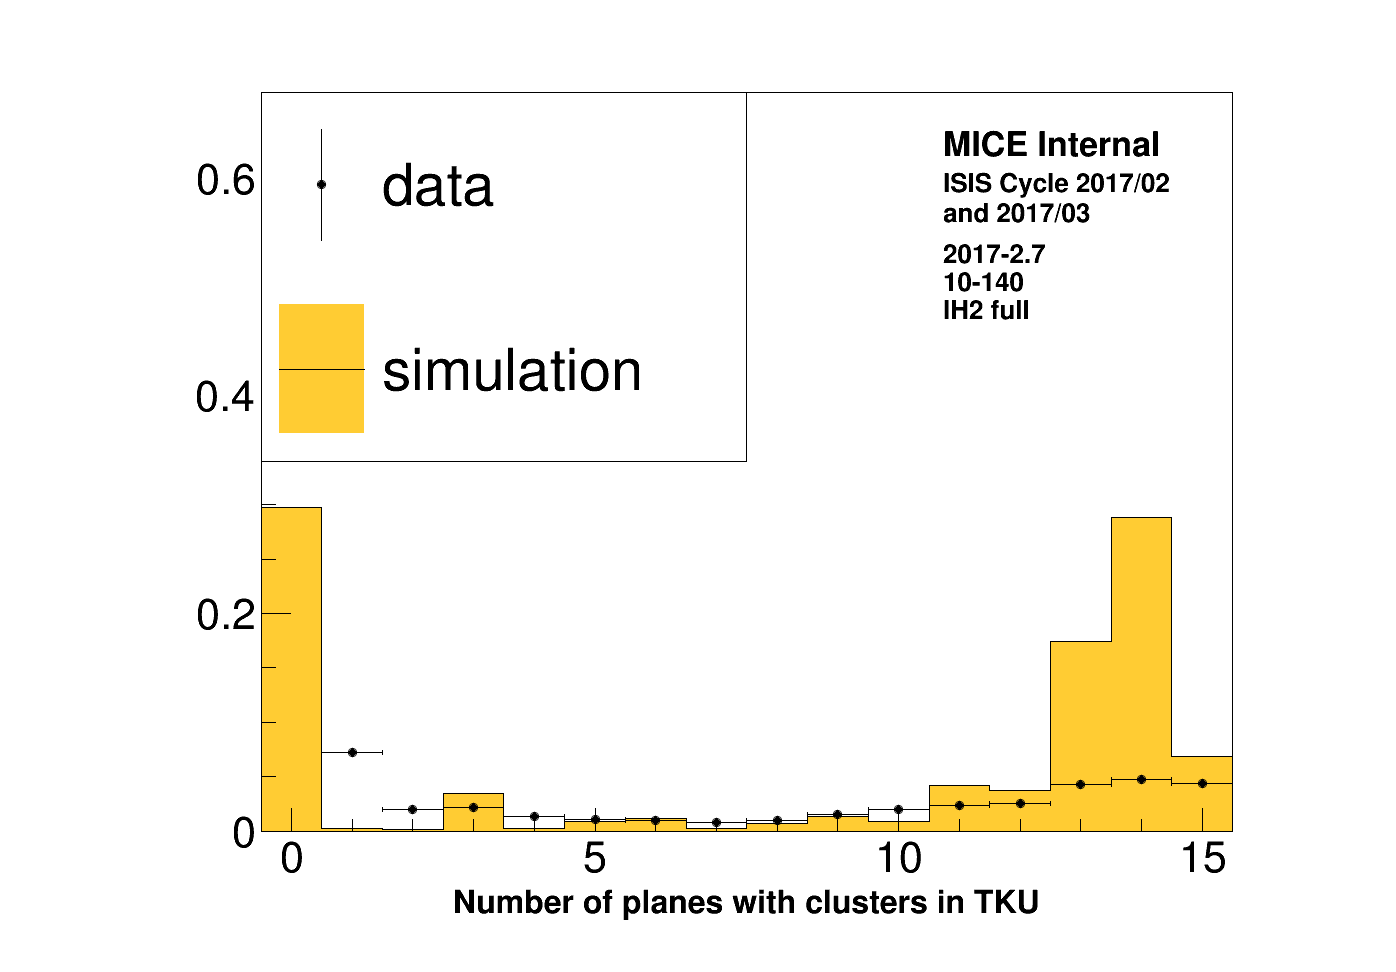 0.6
0.4
0.2
0
data
simulation
MICE Internal
ISIS Cycle 2017/02
and 2017/03
2017-2.7
10-140
lH2 full
0 5 10 15
Number of planes with clusters in TKU